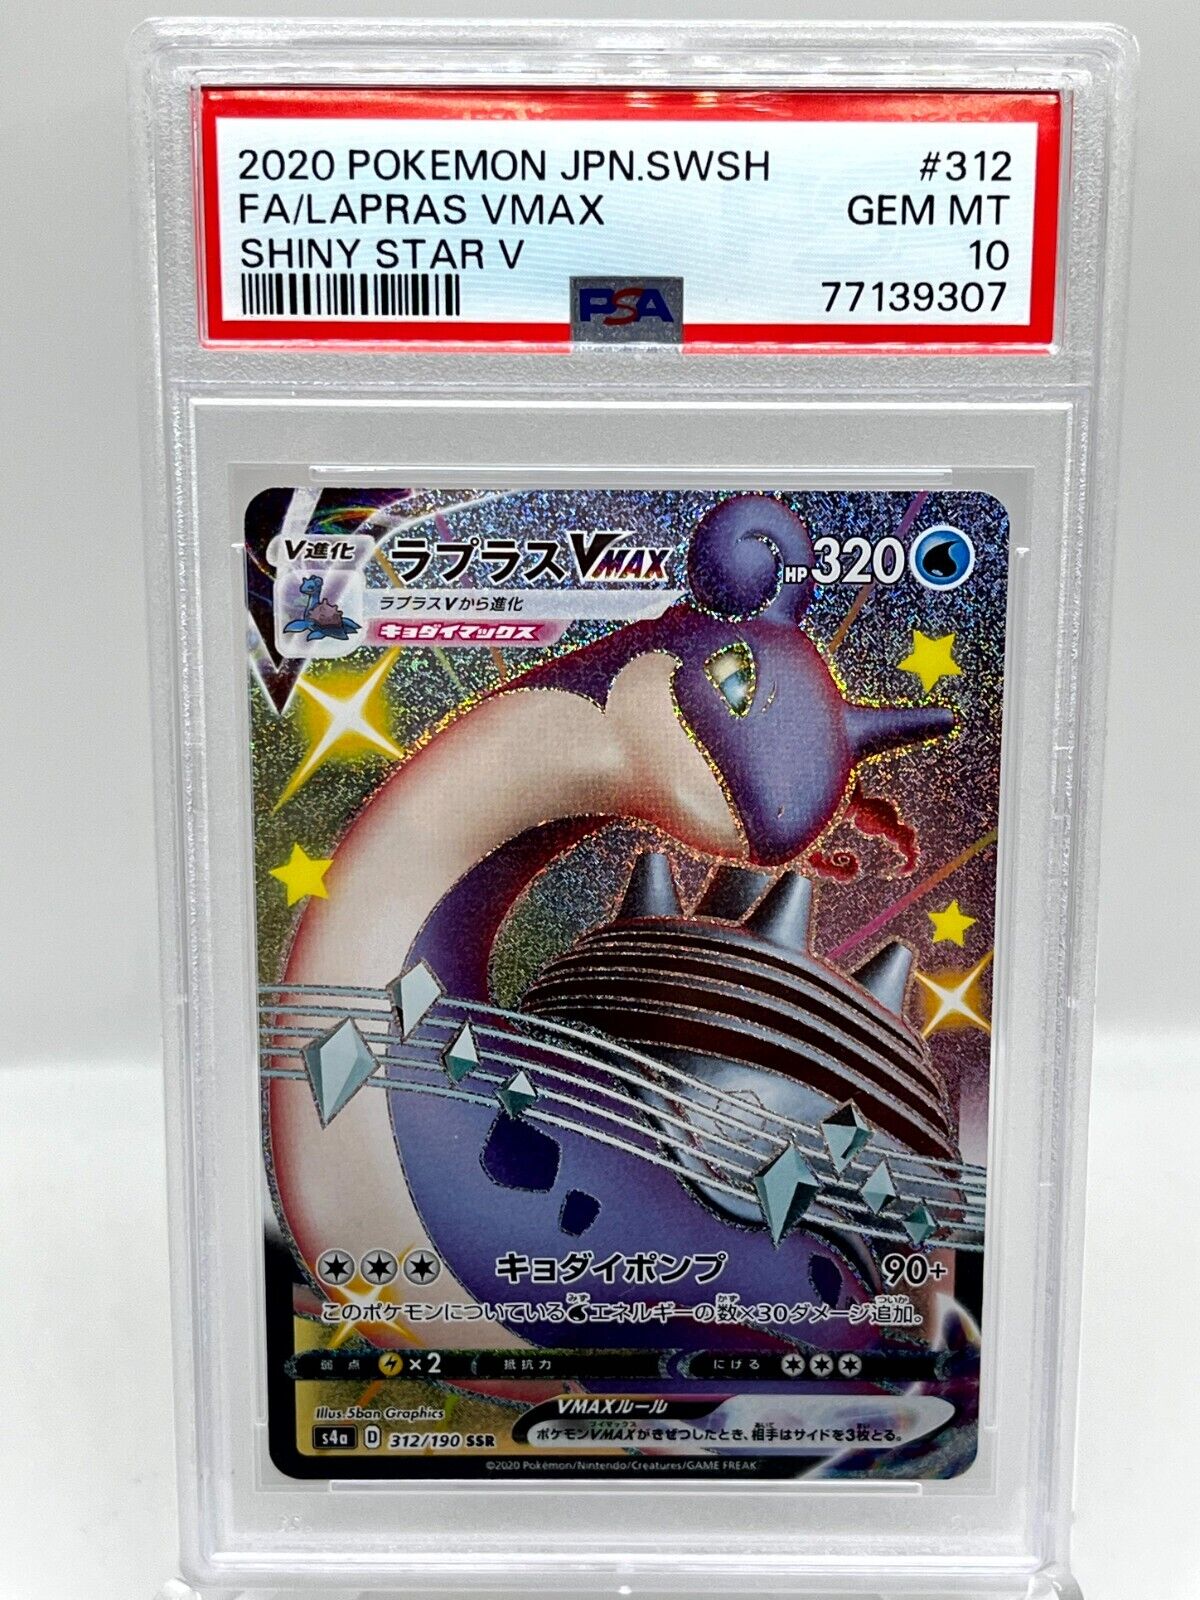 2020 POKEMON JPN.SWSH #312
FA/LAPRAS VMAX GEM MT
SHINY STAR V 10
77139307
PSA
V進化 ラプラスVMAX HP320
ラプラスVから進化
キョダイマックス
キョダイポンプ 90+
このポケモンについている エネルギーの数×30ダメージ追加。
弱点 ×2 抵抗力 にげる
Illus. 5ban Graphics
VMAXルール
s4a D 312/190 SSR
ポケモンVMAXがきぜつしたとき、相手はサイドを3枚とる。
©2020 Pokémon/Nintendo/Creatures/GAME FREAK